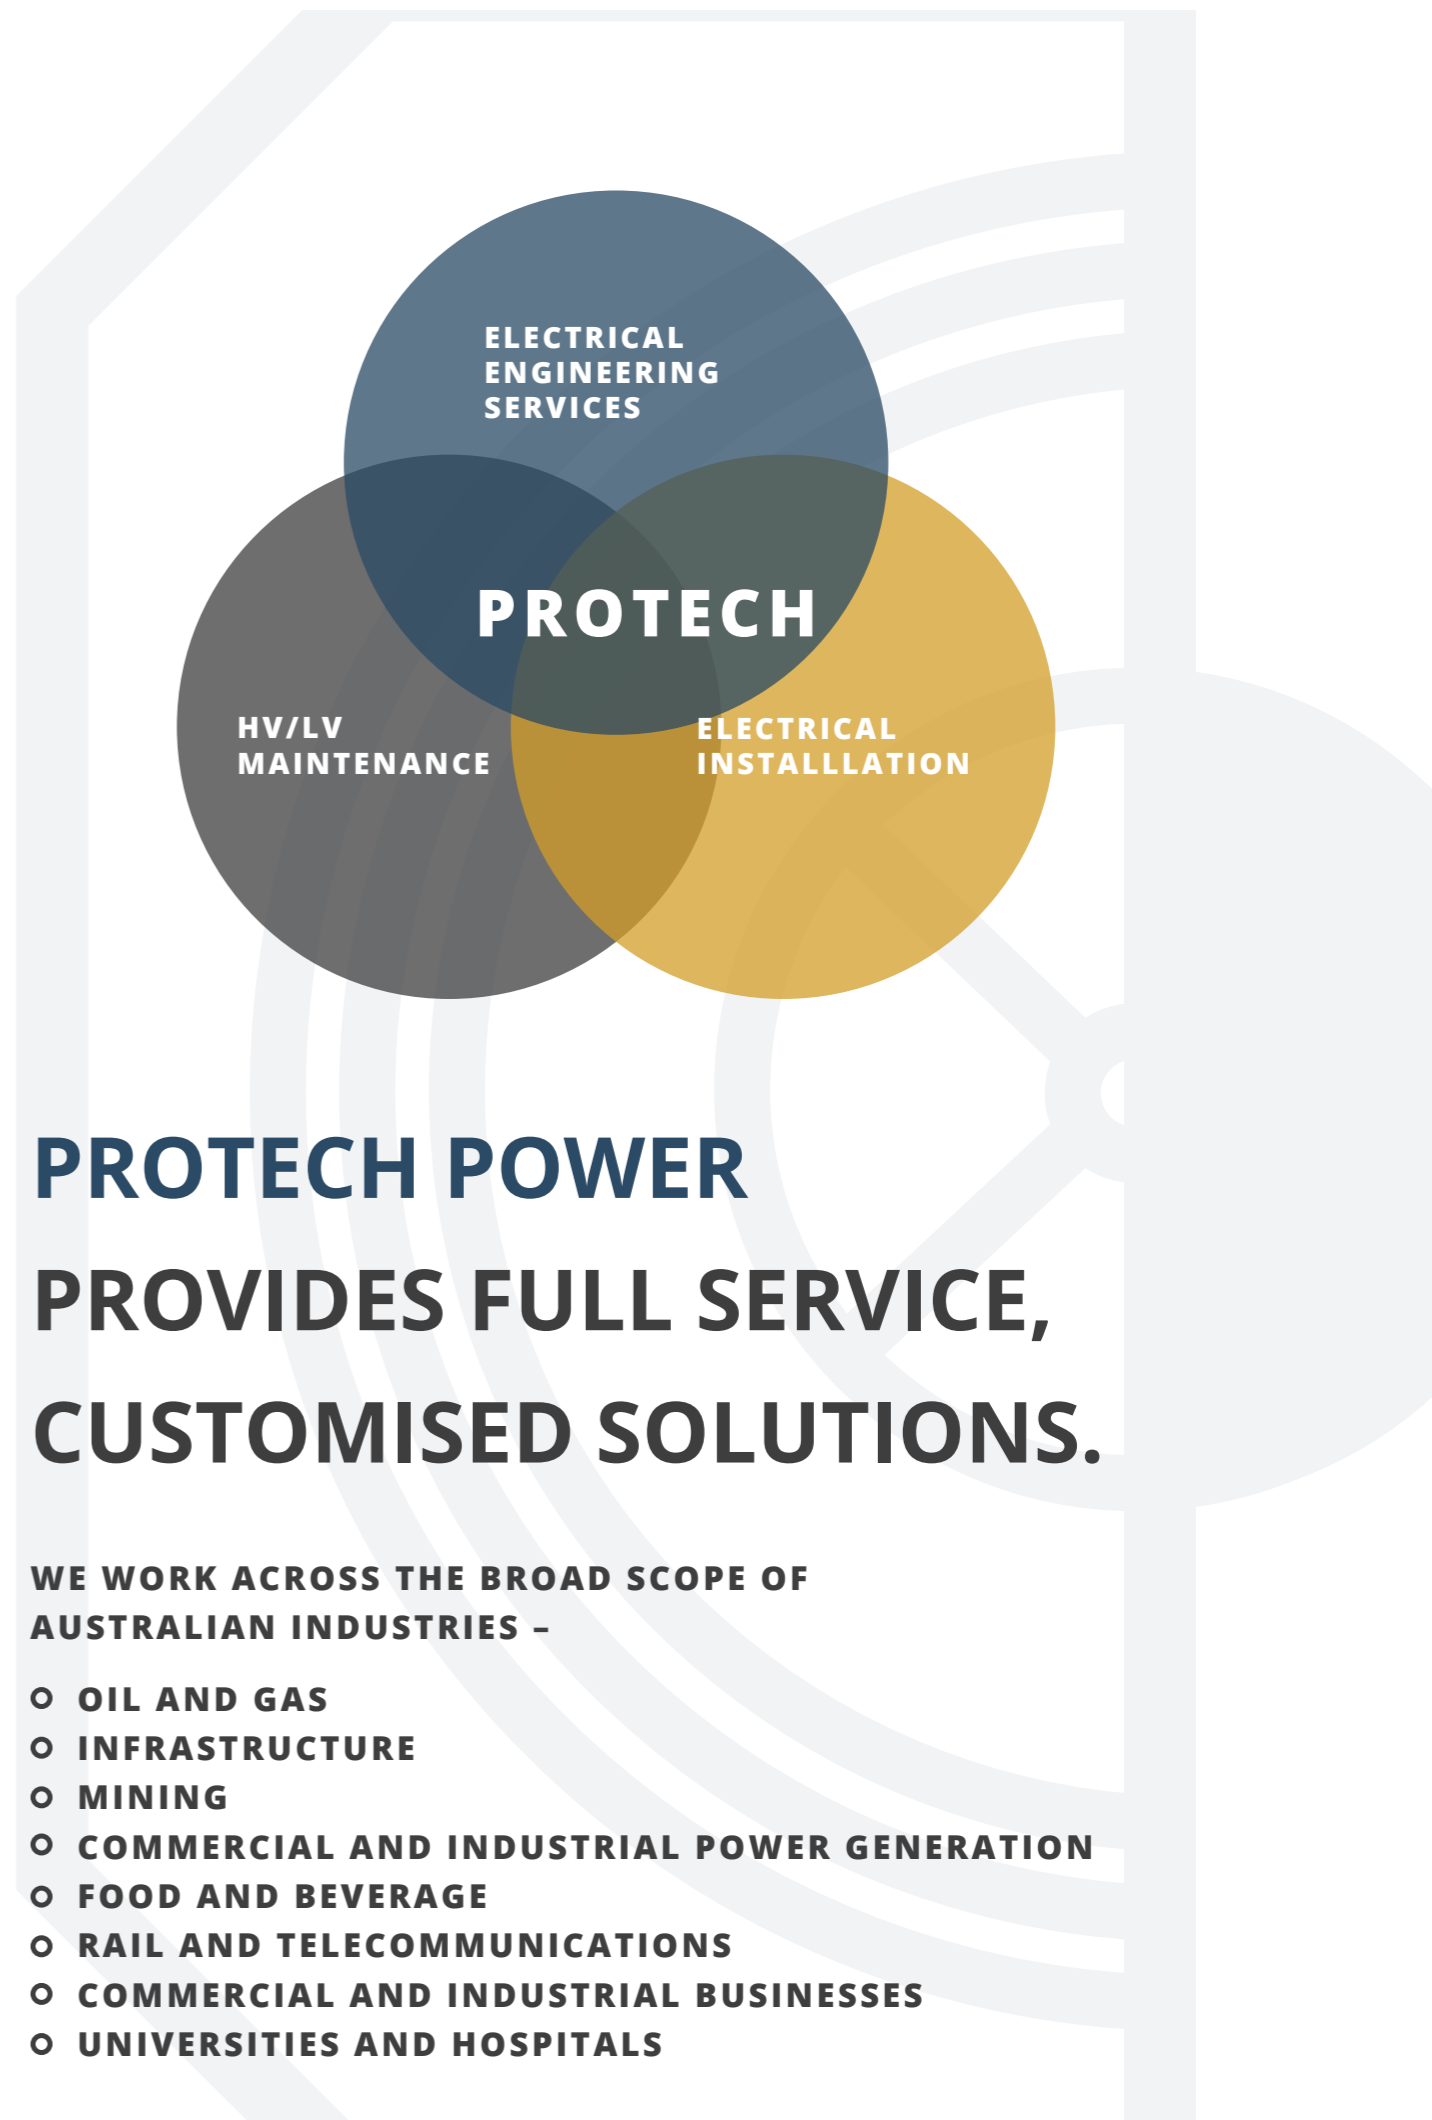 ELECTRICAL
ENGINEERING
SERVICES
PROTECH
HV/LV
MAINTENANCE
ELECTRICAL
INSTALLLATION
PROTECH POWER
PROVIDES FULL SERVICE,
CUSTOMISED SOLUTIONS.
WE WORK ACROSS THE BROAD SCOPE OF
AUSTRALIAN INDUSTRIES –
OIL AND GAS
INFRASTRUCTURE
MINING
COMMERCIAL AND INDUSTRIAL POWER GENERATION
FOOD AND BEVERAGE
RAIL AND TELECOMMUNICATIONS
COMMERCIAL AND INDUSTRIAL BUSINESSES
UNIVERSITIES AND HOSPITALS